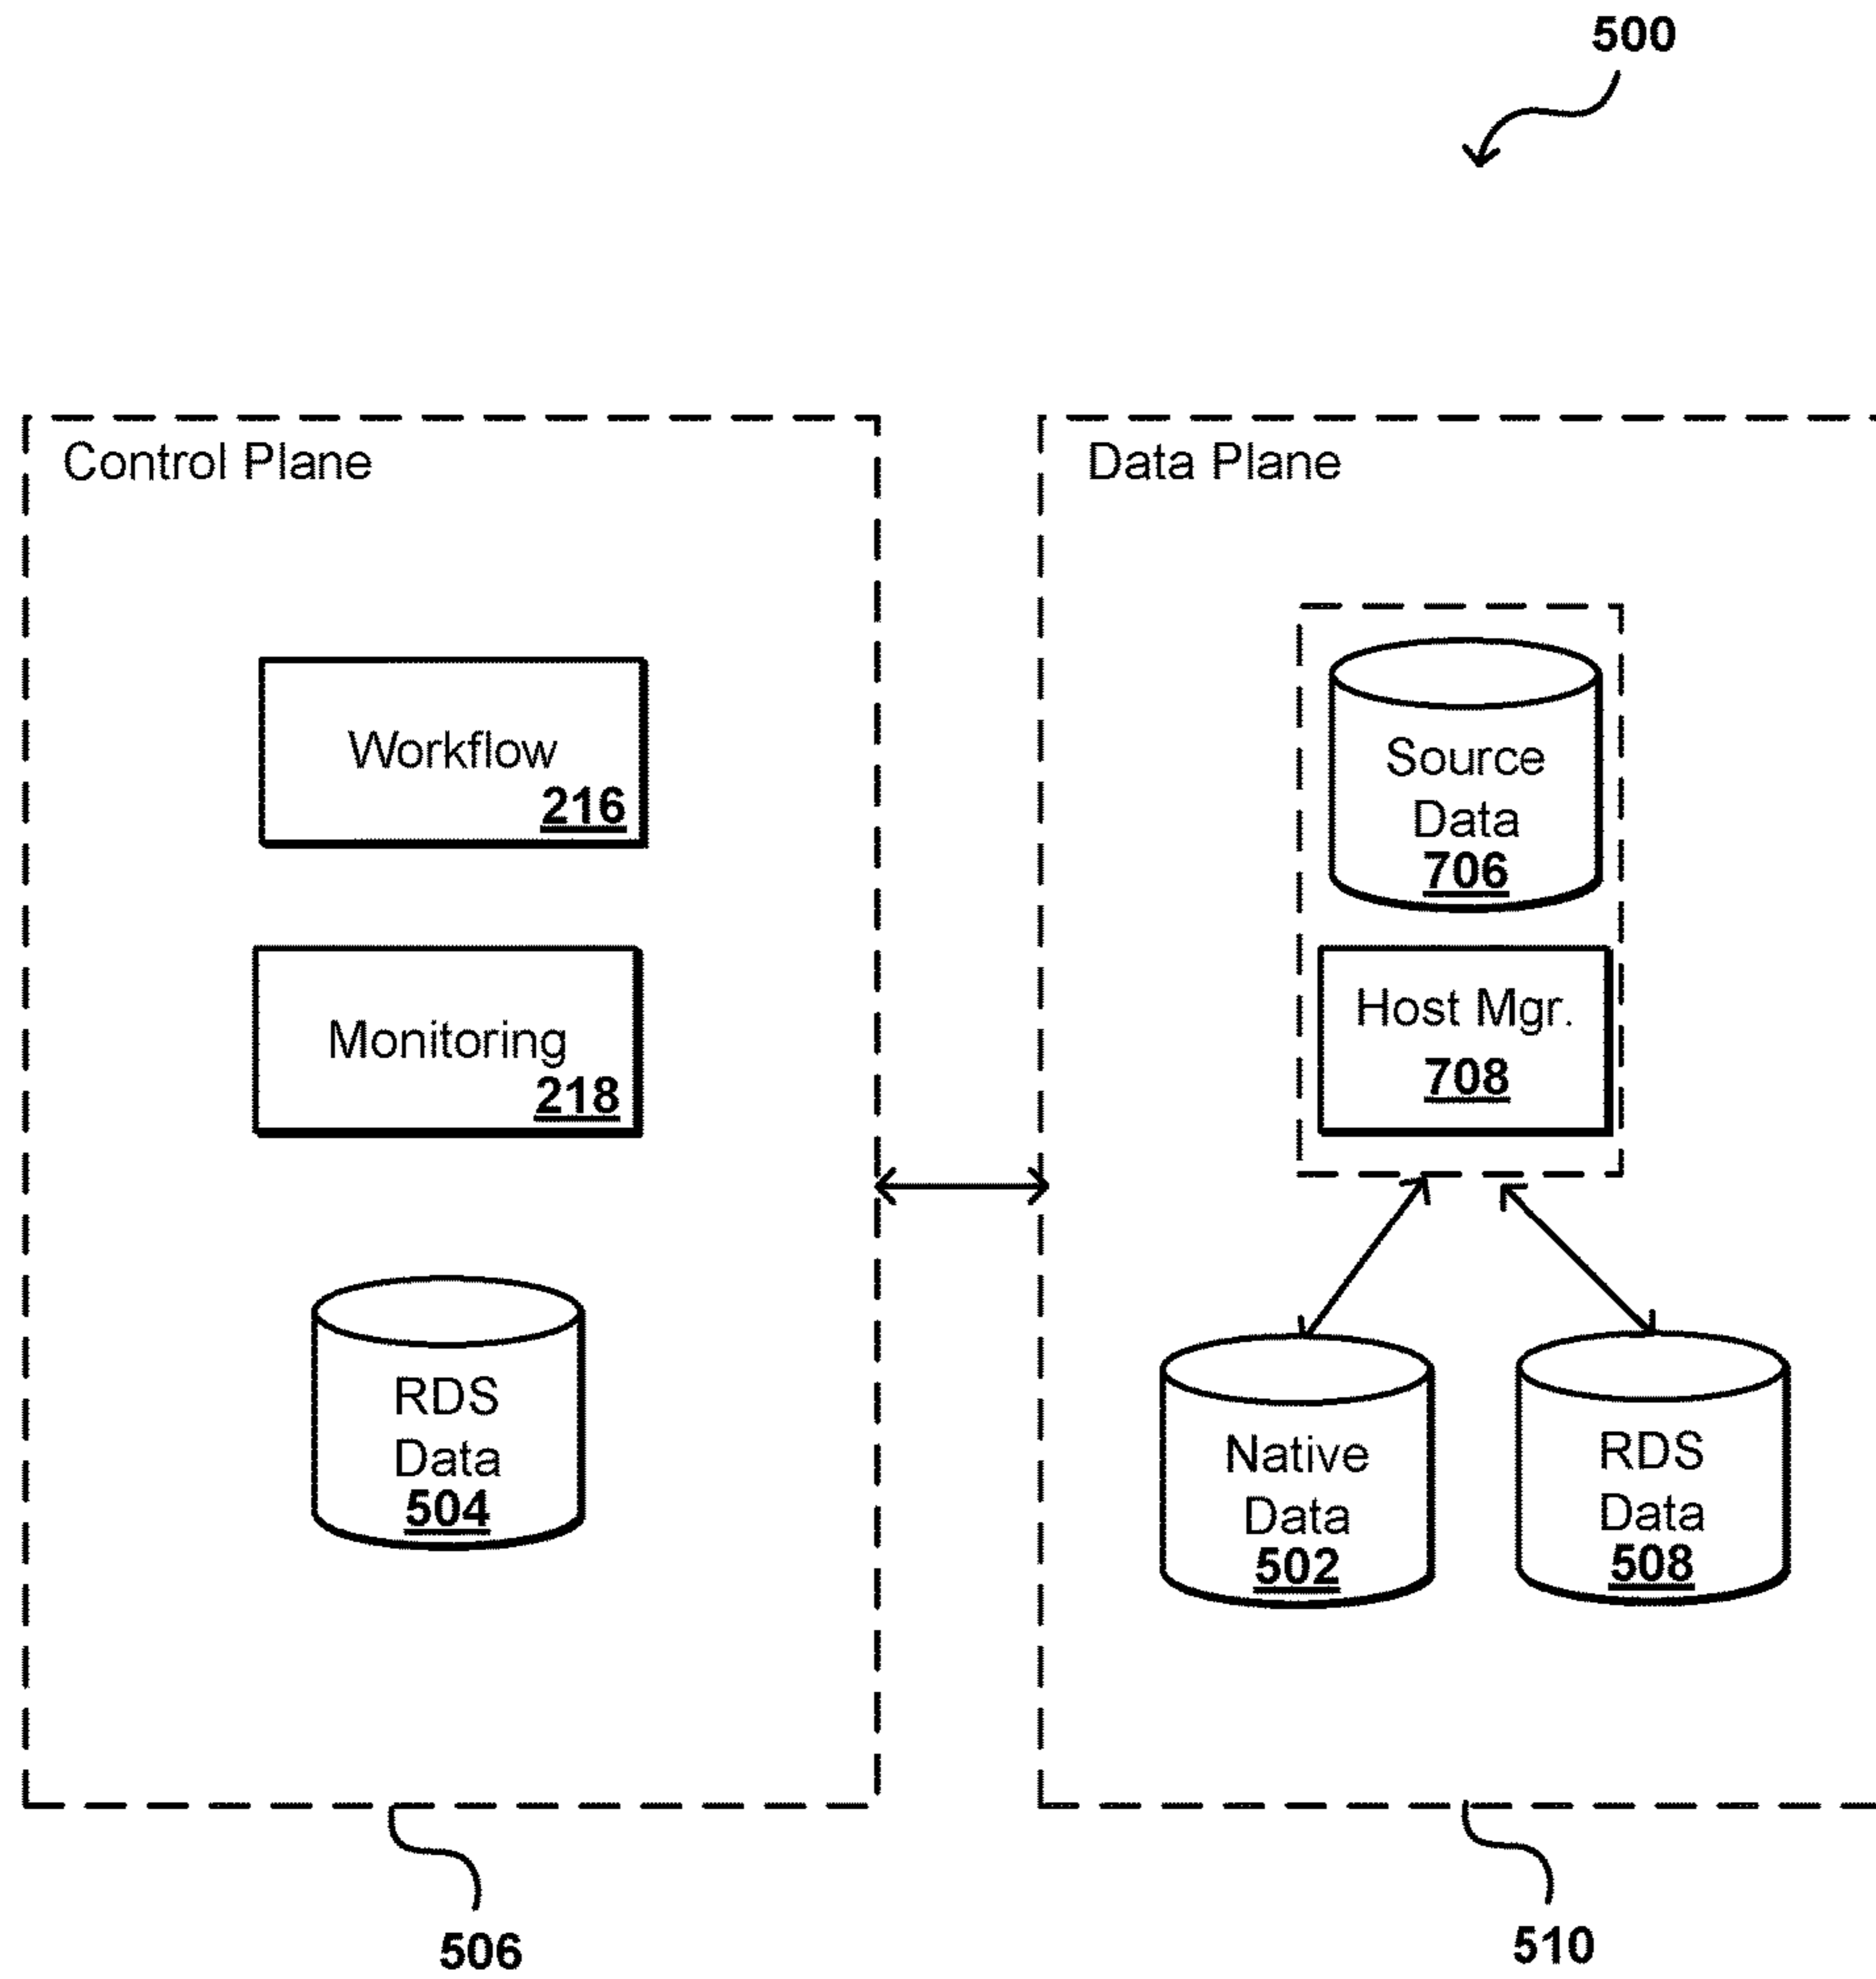 500
Control Plane
Workflow
216
Monitoring
218
RDS
Data
504
506
Data Plane
Source
Data
706
Host Mgr.
708
Native
Data
502
RDS
Data
508
510